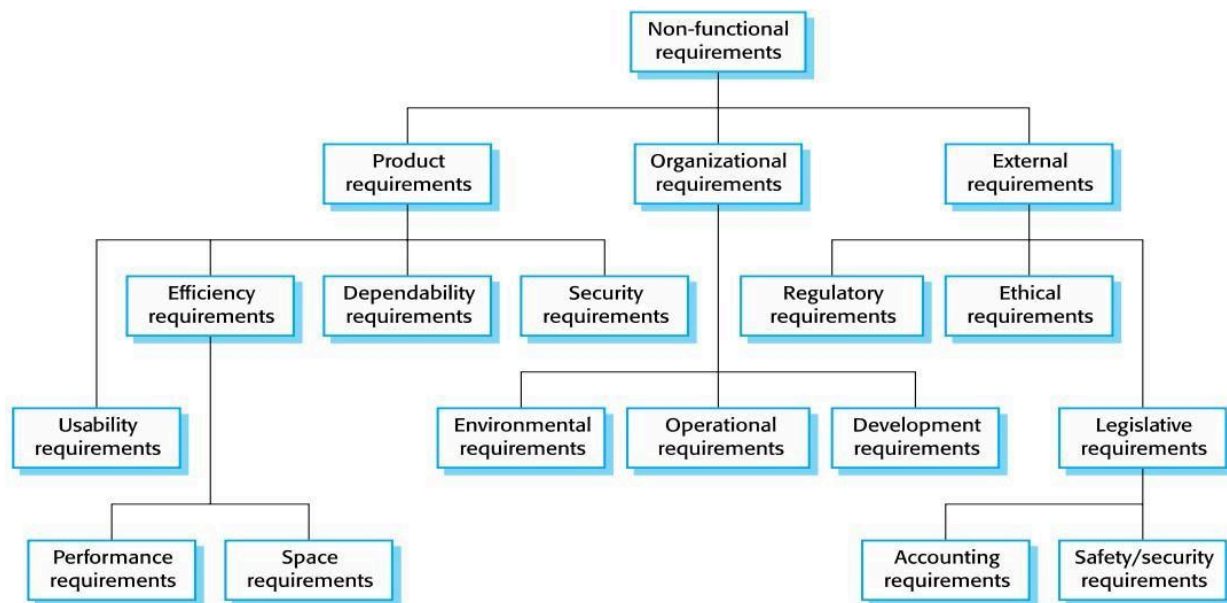 Non-functional
requirements
Product
requirements
Organizational
requirements
External
requirements
Efficiency
requirements
Dependability
requirements
Security
requirements
Regulatory
requirements
Ethical
requirements
Usability
requirements
Environmental
requirements
Operational
requirements
Development
requirements
Legislative
requirements
Performance
requirements
Space
requirements
Accounting
requirements
Safety/security
requirements